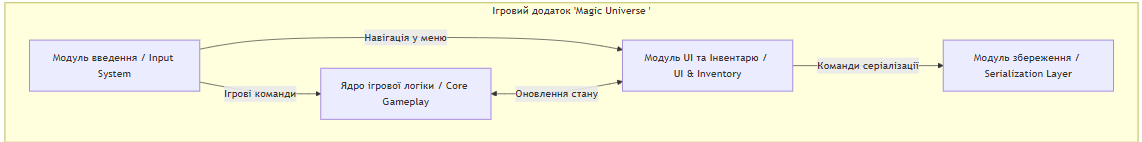 Ігровий додаток 'Magic Universe '
Навігація у меню
Модуль введення / Input
System
Модуль UI та Інвентарю /
UI & Inventory
Команди серіалізації
Модуль збереження /
Serialization Layer
Ігрові команди
Ядро ігрової логіки / Core
Gameplay
Оновлення стану